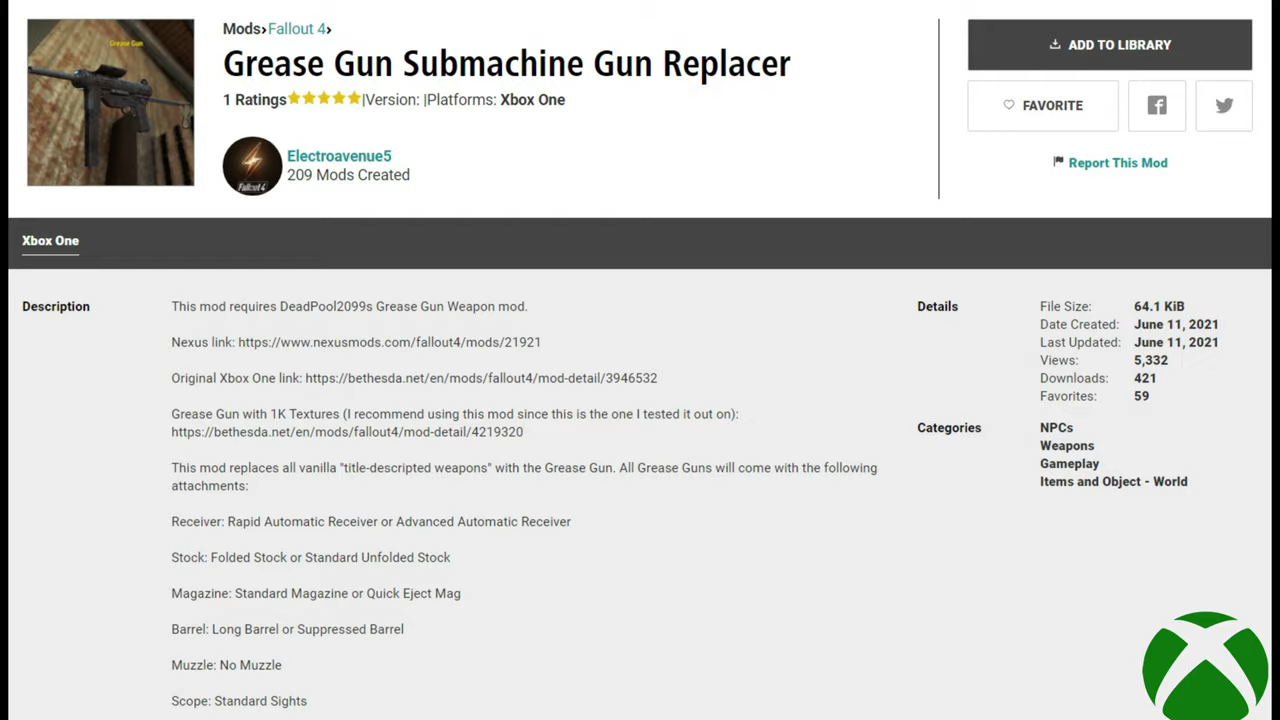 Grease Gun
Mods›Fallout 4›
Grease Gun Submachine Gun Replacer
1 Ratings|Version: |Platforms: Xbox One
Electroavenue5
209 Mods Created
Fallout 4
ADD TO LIBRARY
FAVORITE
Report This Mod
Xbox One
Description
This mod requires DeadPool2099s Grease Gun Weapon mod.
Nexus link: https://www.nexusmods.com/fallout4/mods/21921
Original Xbox One link: https://bethesda.net/en/mods/fallout4/mod-detail/3946532
Grease Gun with 1K Textures (I recommend using this mod since this is the one I tested it out on):
https://bethesda.net/en/mods/fallout4/mod-detail/4219320
This mod replaces all vanilla "title-descripted weapons" with the Grease Gun. All Grease Guns will come with the following
attachments:
Receiver: Rapid Automatic Receiver or Advanced Automatic Receiver
Stock: Folded Stock or Standard Unfolded Stock
Magazine: Standard Magazine or Quick Eject Mag
Barrel: Long Barrel or Suppressed Barrel
Muzzle: No Muzzle
Scope: Standard Sights
Details
File Size: 64.1 KiB
Date Created: June 11, 2021
Last Updated: June 11, 2021
Views: 5,332
Downloads: 421
Favorites: 59
Categories
NPCs
Weapons
Gameplay
Items and Object - World